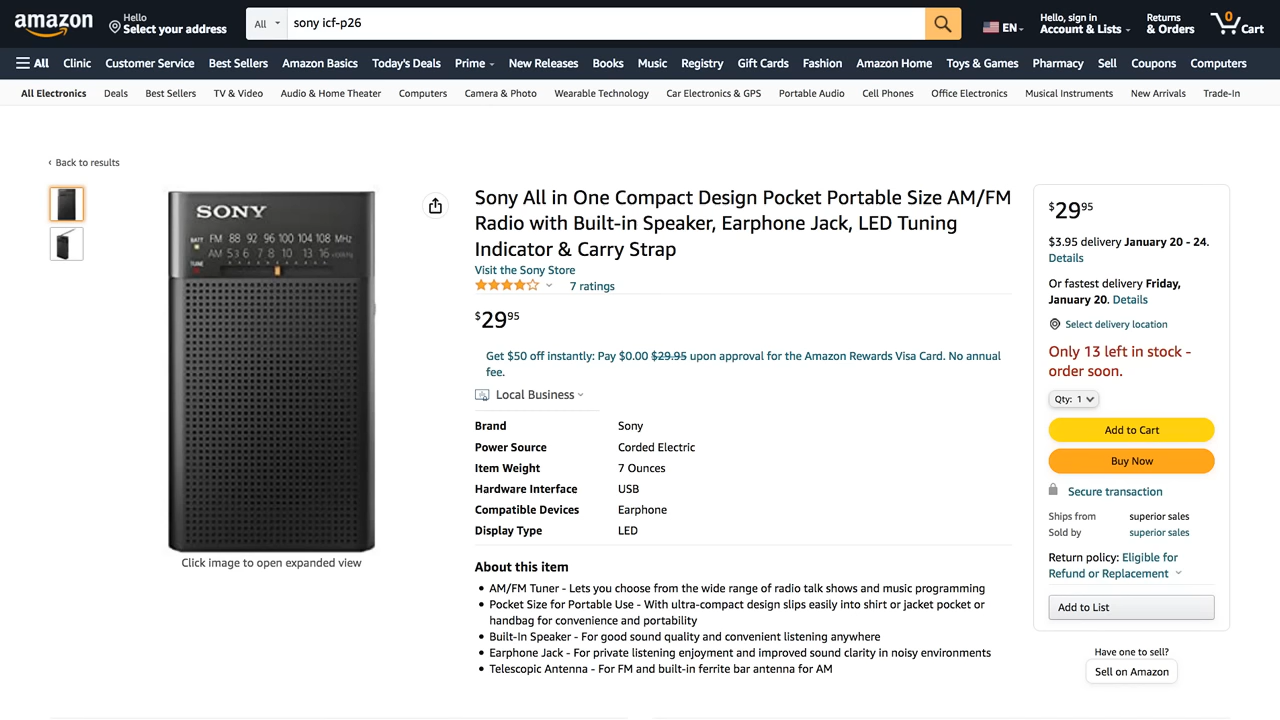 amazon
Hello
Select your address
All
sony icf-p26
EN
Hello, sign in
Account & Lists
Returns
& Orders
0
Cart
All
Clinic
Customer Service
Best Sellers
Amazon Basics
Today's Deals
Prime
New Releases
Books
Music
Registry
Gift Cards
Fashion
Amazon Home
Toys & Games
Pharmacy
Sell
Coupons
Computers
All Electronics
Deals
Best Sellers
TV & Video
Audio & Home Theater
Computers
Camera & Photo
Wearable Technology
Car Electronics & GPS
Portable Audio
Cell Phones
Office Electronics
Musical Instruments
New Arrivals
Trade-In
‹ Back to results
SONY
BATT
FM 88 92 96 100 104 108 MHz
AM 5.3 6 7 8 10 13 16
TUNE
Click image to open expanded view
Sony All in One Compact Design Pocket Portable Size AM/FM
Radio with Built-in Speaker, Earphone Jack, LED Tuning
Indicator & Carry Strap
Visit the Sony Store
7 ratings
$2995
Get $50 off instantly: Pay $0.00 $29.95 upon approval for the Amazon Rewards Visa Card. No annual
fee.
Local Business
Brand Sony
Power Source Corded Electric
Item Weight 7 Ounces
Hardware Interface USB
Compatible Devices Earphone
Display Type LED
About this item
• AM/FM Tuner - Lets you choose from the wide range of radio talk shows and music programming
• Pocket Size for Portable Use - With ultra-compact design slips easily into shirt or jacket pocket or
handbag for convenience and portability
• Built-In Speaker - For good sound quality and convenient listening anywhere
• Earphone Jack - For private listening enjoyment and improved sound clarity in noisy environments
• Telescopic Antenna - For FM and built-in ferrite bar antenna for AM
$2995
$3.95 delivery January 20 - 24.
Details
Or fastest delivery Friday,
January 20. Details
Select delivery location
Only 13 left in stock -
order soon.
Qty: 1
Add to Cart
Buy Now
Secure transaction
Ships from superior sales
Sold by superior sales
Return policy: Eligible for
Refund or Replacement
Add to List
Have one to sell?
Sell on Amazon